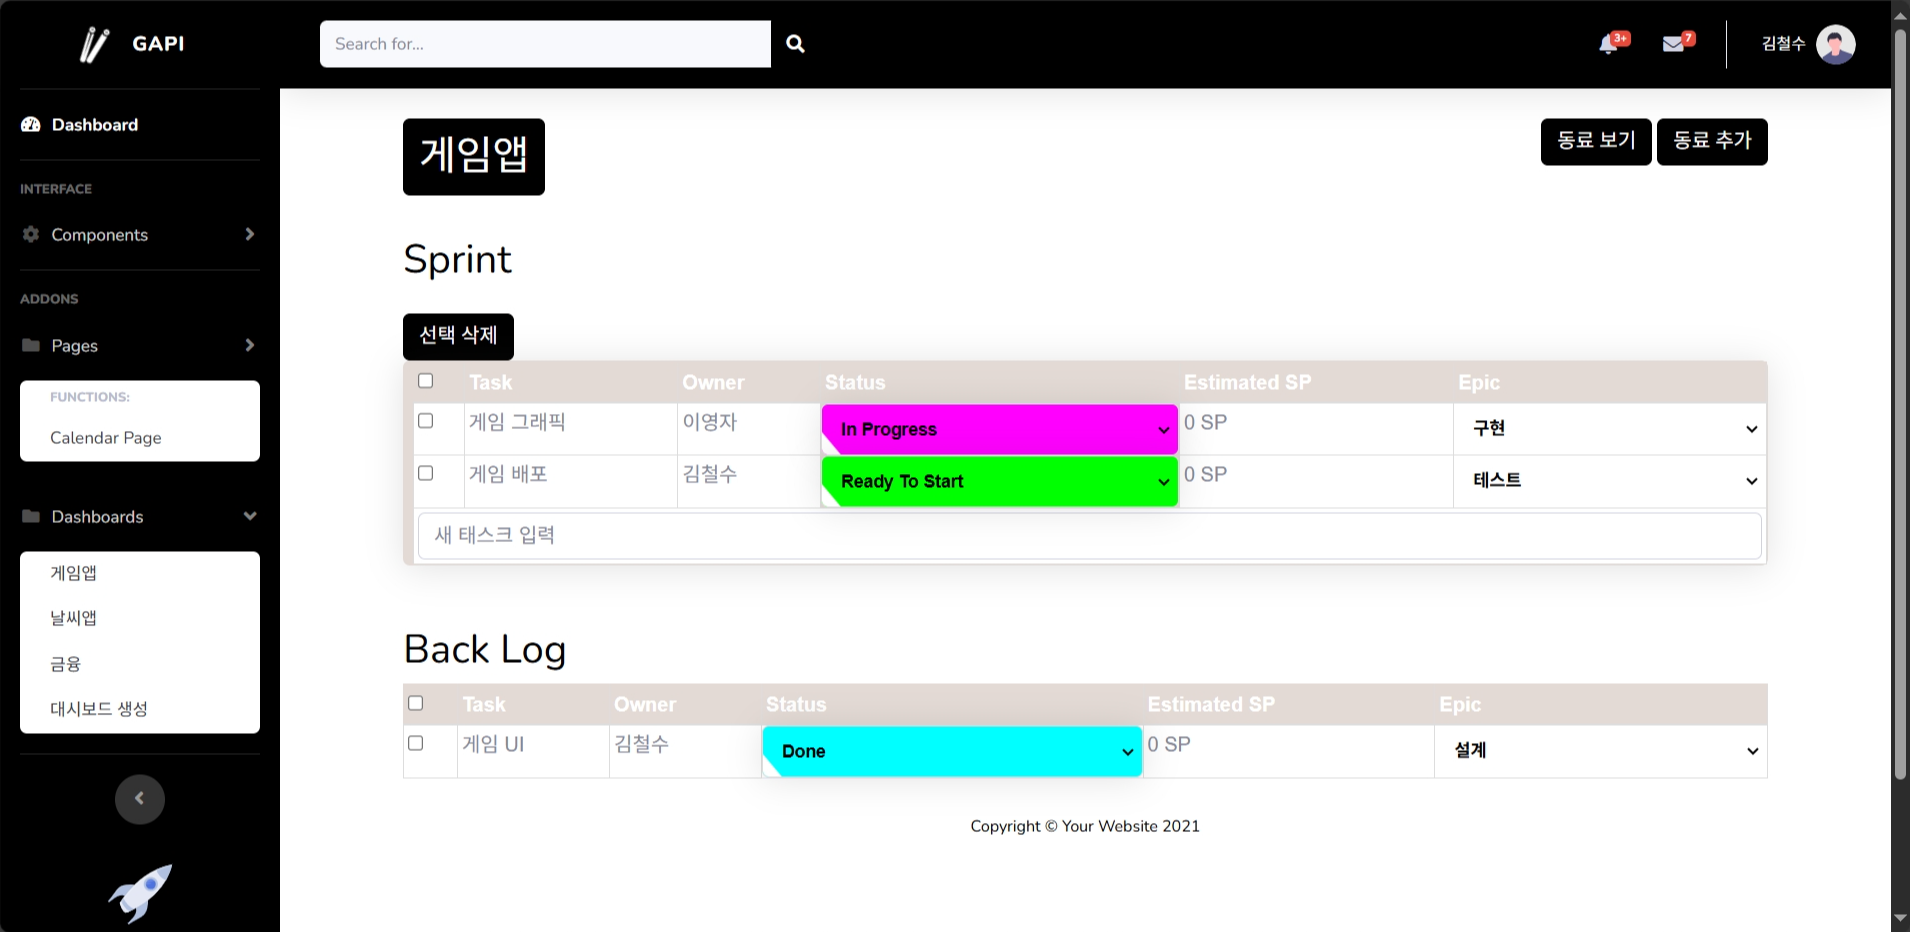 GAPI
Search for...
3+
7
김철수
Dashboard
INTERFACE
Components
ADDONS
Pages
FUNCTIONS:
Calendar Page
Dashboards
게임앱
날씨앱
금융
대시보드 생성
게임앱
동료 보기
동료 추가
Sprint
선택 삭제
Task Owner Status Estimated SP Epic
게임 그래픽 이영자 In Progress 0 SP 구현
게임 배포 김철수 Ready To Start 0 SP 테스트
새 태스크 입력
Back Log
Task Owner Status Estimated SP Epic
게임 UI 김철수 Done 0 SP 설계
Copyright © Your Website 2021